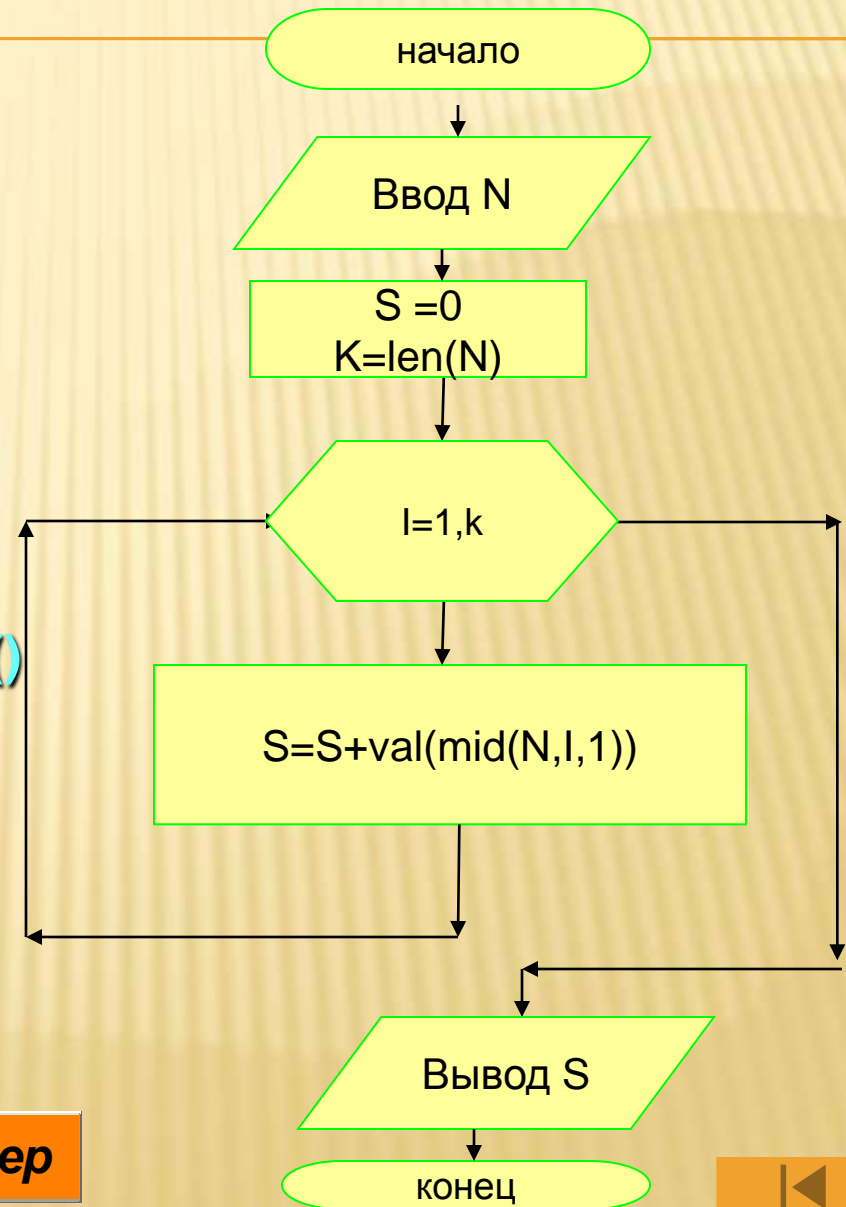 начало
Ввод N
S =0
K=len(N)
I=1,k
()
S=S+val(mid(N,I,1))
Вывод S
ер
конец